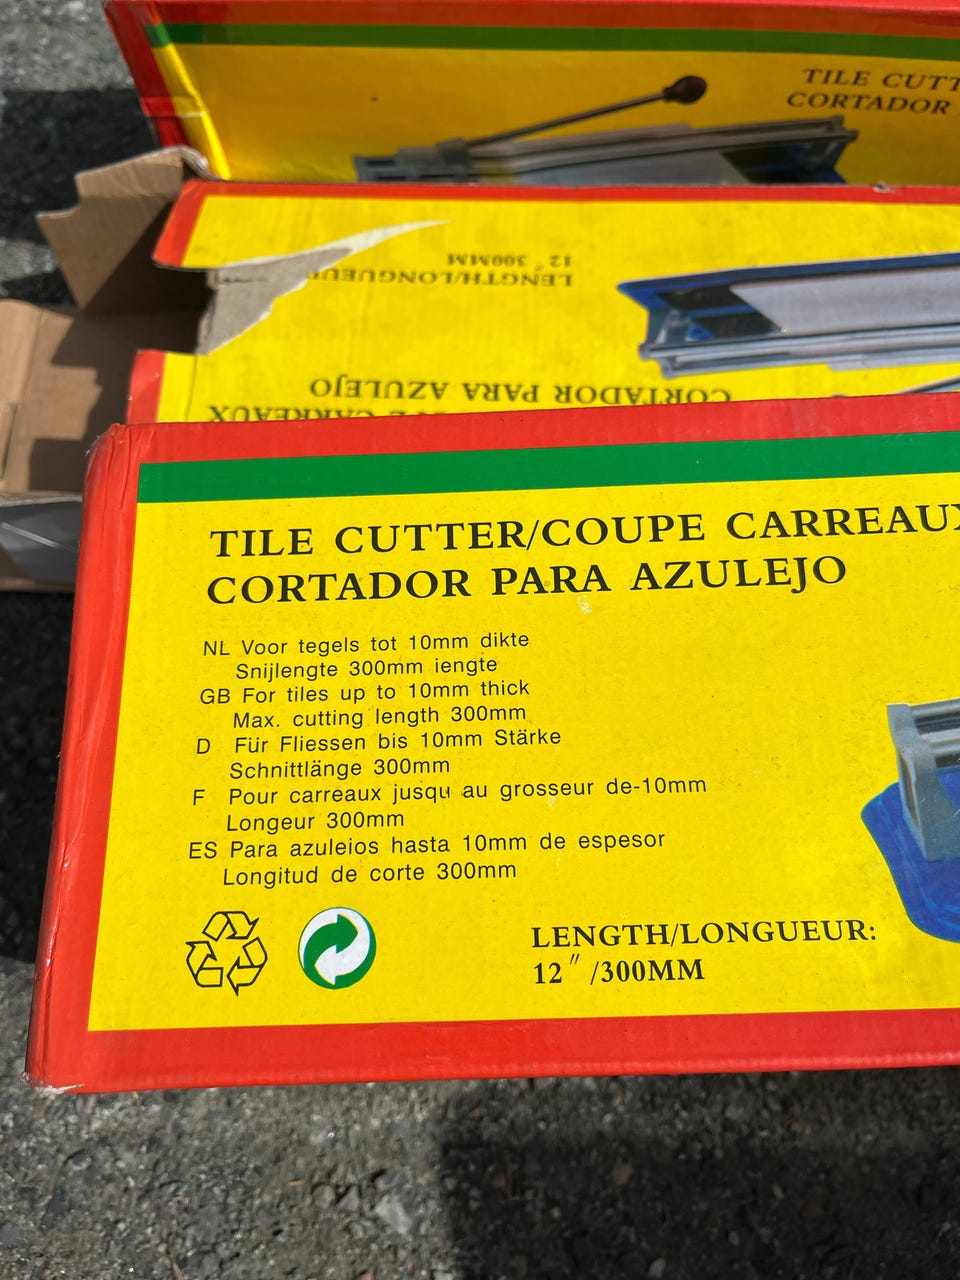 TILE CUTT
CORTADOR
LENGTH/LONGUEUR
12" 300MM
CARREAUX
CORTADOR PARA AZULEJO
TILE CUTTER/COUPE CARREAUX
CORTADOR PARA AZULEJO
NL Voor tegels tot 10mm dikte
Snijlengte 300mm iengte
GB For tiles up to 10mm thick
Max. cutting length 300mm
D Für Fliessen bis 10mm Stärke
Schnittlänge 300mm
F Pour carreaux jusqu au grosseur de-10mm
Longeur 300mm
ES Para azuleios hasta 10mm de espesor
Longitud de corte 300mm
LENGTH/LONGUEUR:
12" /300MM